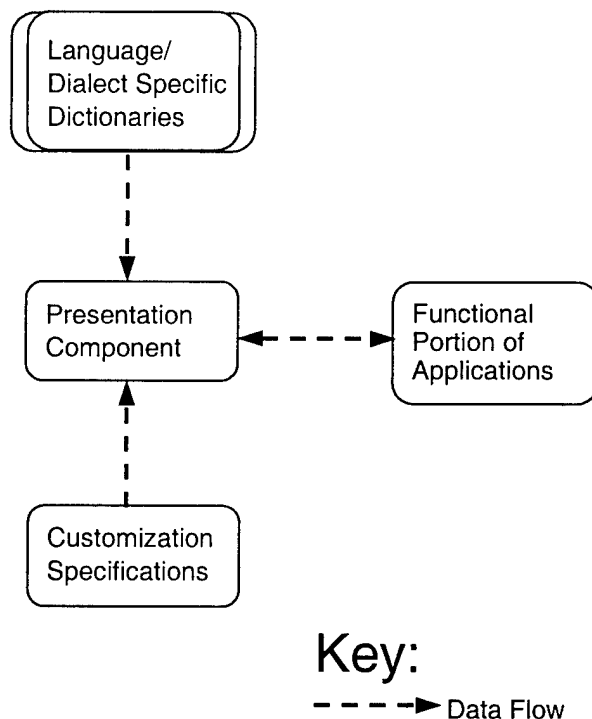 Language/
Dialect Specific
Dictionaries
Presentation
Component
Functional
Portion of
Applications
Customization
Specifications
Key:
Data Flow